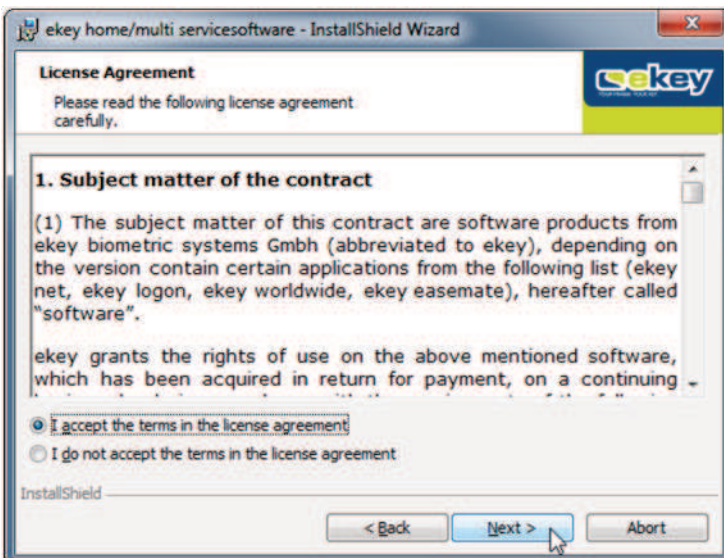 ekey home/multi servicesoftware - InstallShield Wizard
License Agreement
Please read the following license agreement
carefully.
ekey
1. Subject matter of the contract
(1) The subject matter of this contract are software products from
ekey biometric systems Gmbh (abbreviated to ekey), depending on
the version contain certain applications from the following list (ekey
net, ekey logon, ekey worldwide, ekey easemate), hereafter called
"software".
ekey grants the rights of use on the above mentioned software,
which has been acquired in return for payment, on a continuing
I accept the terms in the license agreement
I do not accept the terms in the license agreement
InstallShield
< Back
Next >
Abort